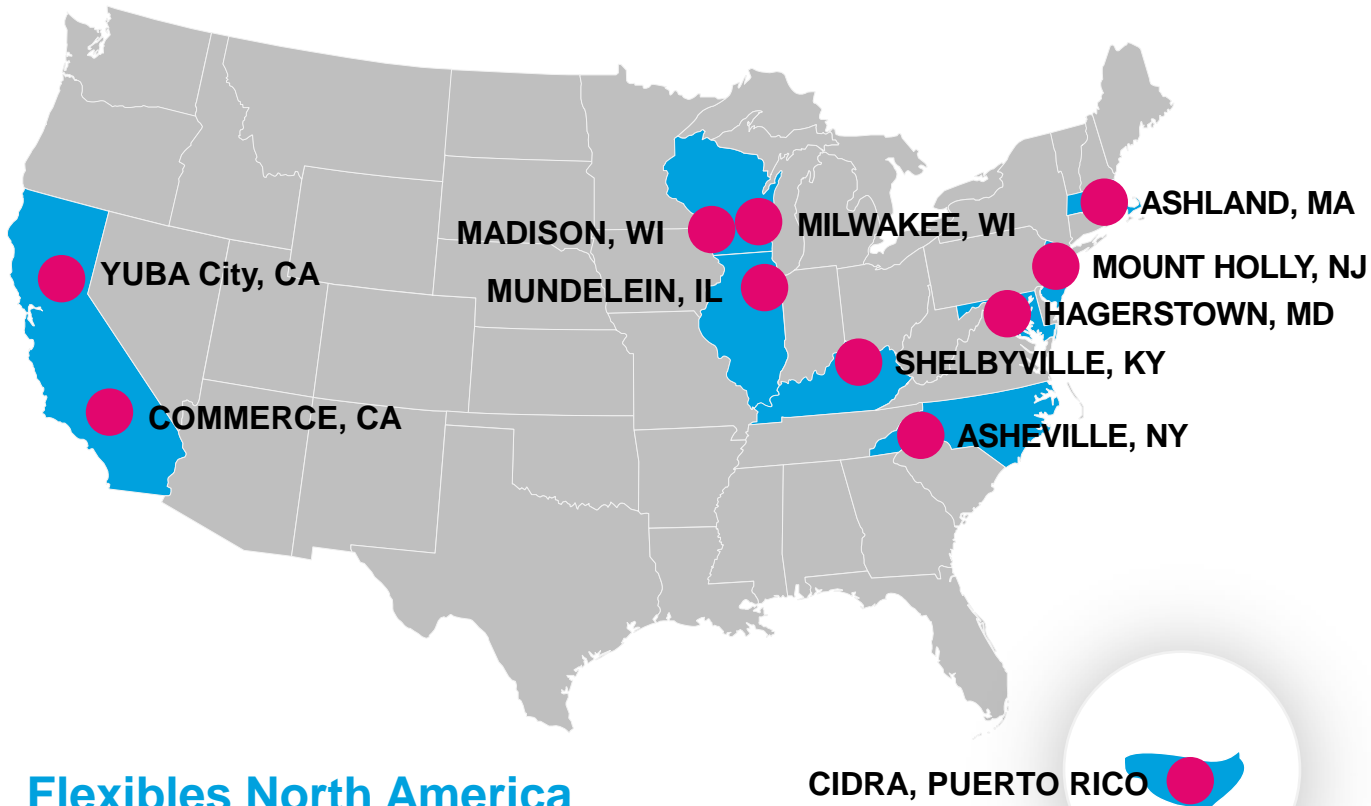 ASHLAND, MA
MADISON, WI
MILWAKEE, WI
MOUNT HOLLY, NJ
YUBA City, CA
MUNDELEIN, IL
HAGERSTOWN, MD
SHELBYVILLE, KY
COMMERCE, CA
ASHEVILLE, NY
CIDRA, PUERTO RICO
Flexibles North America